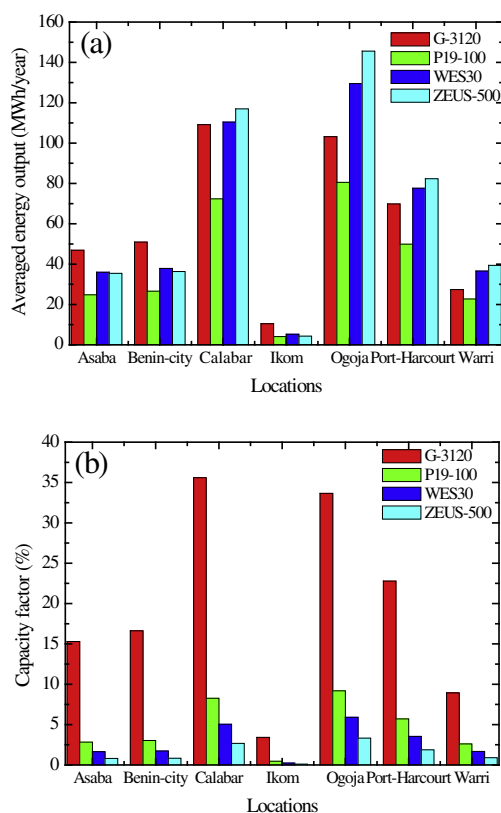 160
140
120
100
80
60
40
20
0
Averaged energy output (MWh/year)
(a)
G-3120
P19-100
WES30
ZEUS-500
Asaba Benin-city Calabar Ikom Ogoja Port-Harcourt Warri
Locations
40
35
30
25
20
15
10
5
0
Capacity factor (%)
(b)
G-3120
P19-100
WES30
ZEUS-500
Asaba Benin-city Calabar Ikom Ogoja Port-Harcourt Warri
Locations